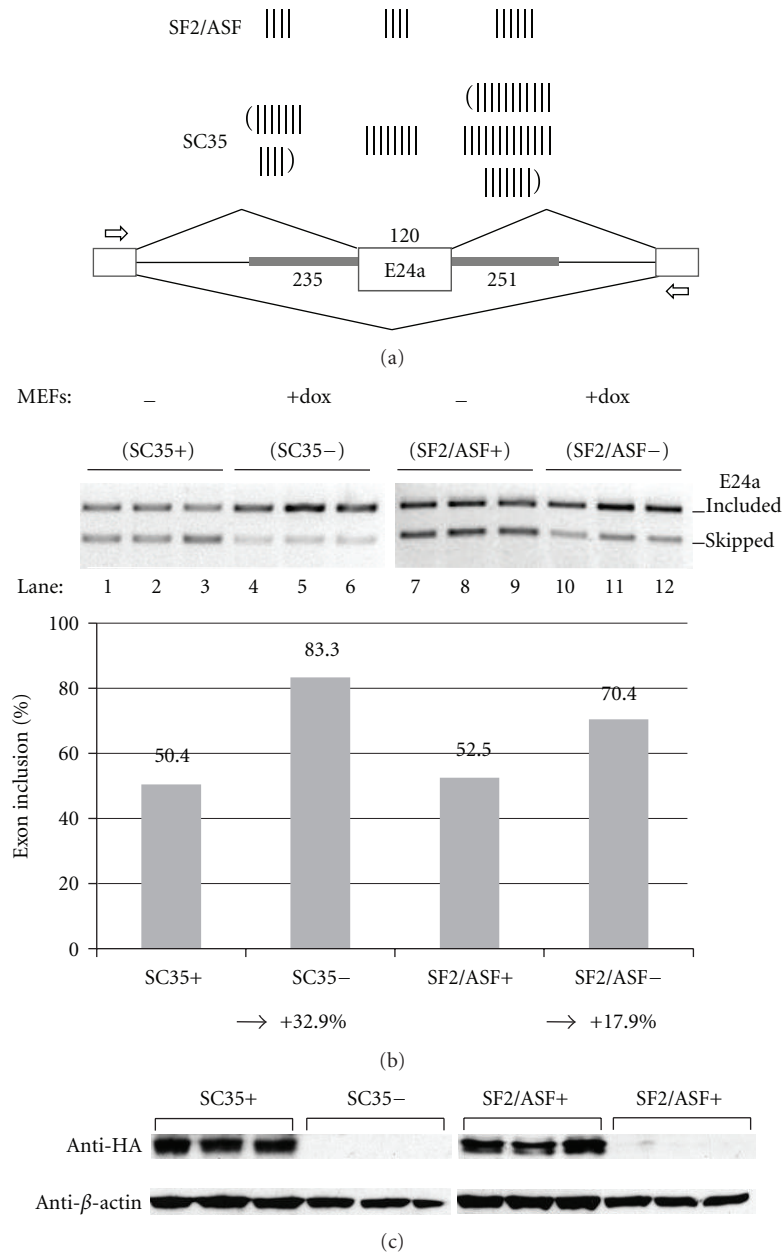 SF2/ASF
SC35
(
)
(
)
120
E24a
235
251
(a)
MEFs: − +dox − +dox
(SC35+) (SC35−) (SF2/ASF+) (SF2/ASF−)
E24a
Included
Skipped
Lane: 1 2 3 4 5 6 7 8 9 10 11 12
Exon inclusion (%)
100
80
60
40
20
0
50.4
83.3
52.5
70.4
SC35+ SC35− SF2/ASF+ SF2/ASF−
→ +32.9% → +17.9%
(b)
SC35+ SC35− SF2/ASF+ SF2/ASF+
Anti-HA
Anti-β-actin
(c)